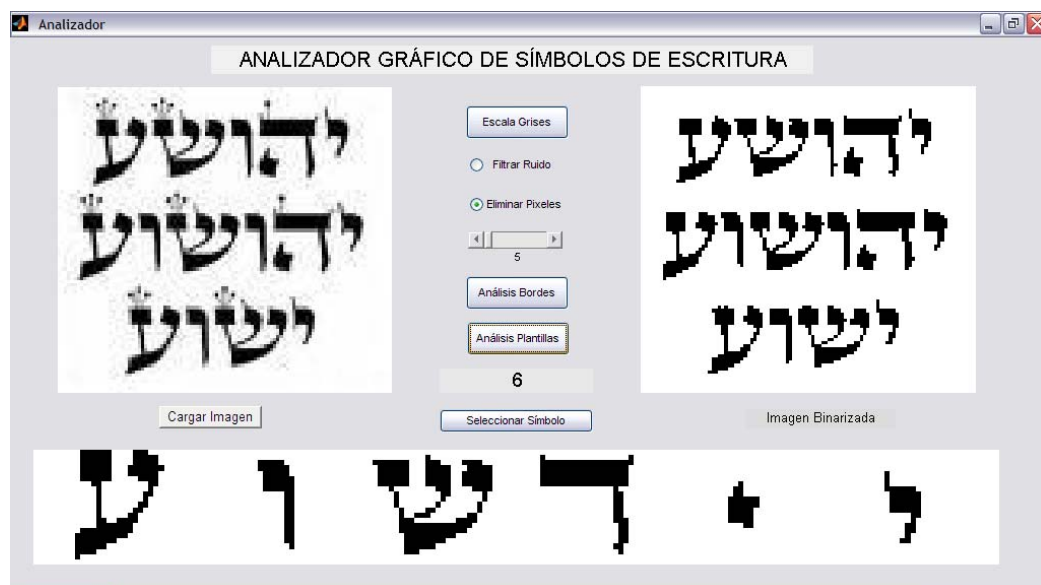 Analizador
ANALIZADOR GRÁFICO DE SÍMBOLOS DE ESCRITURA
יהושע
יהושוע
ישוע
Cargar Imagen
Escala Grises
Filtrar Ruido
Eliminar Pixeles
5
Análisis Bordes
Análisis Plantillas
6
Seleccionar Símbolo
יהושע
יהושוע
ישוע
Imagen Binarizada
י ה ש ו ע